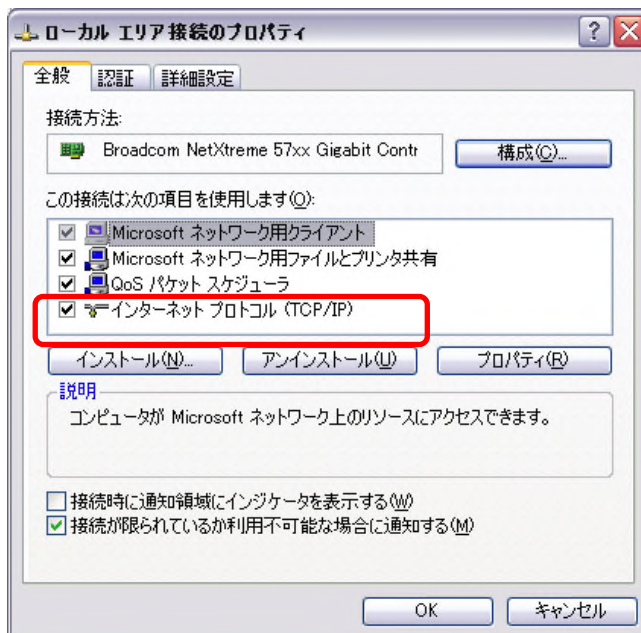 ローカル エリア接続のプロパティ
全般 認証 詳細設定
接続方法:
Broadcom NetXtreme 57xx Gigabit Contr 構成(C)...
この接続は次の項目を使用します(O):
Microsoft ネットワーク用クライアント
Microsoft ネットワーク用ファイルとプリンタ共有
QoS パケット スケジューラ
インターネット プロトコル (TCP/IP)
インストール(N)... アンインストール(U) プロパティ(R)
説明
コンピュータが Microsoft ネットワーク上のリソースにアクセスできます。
接続時に通知領域にインジケータを表示する(W)
接続が限られているか利用不可能な場合に通知する(M)
OK キャンセル